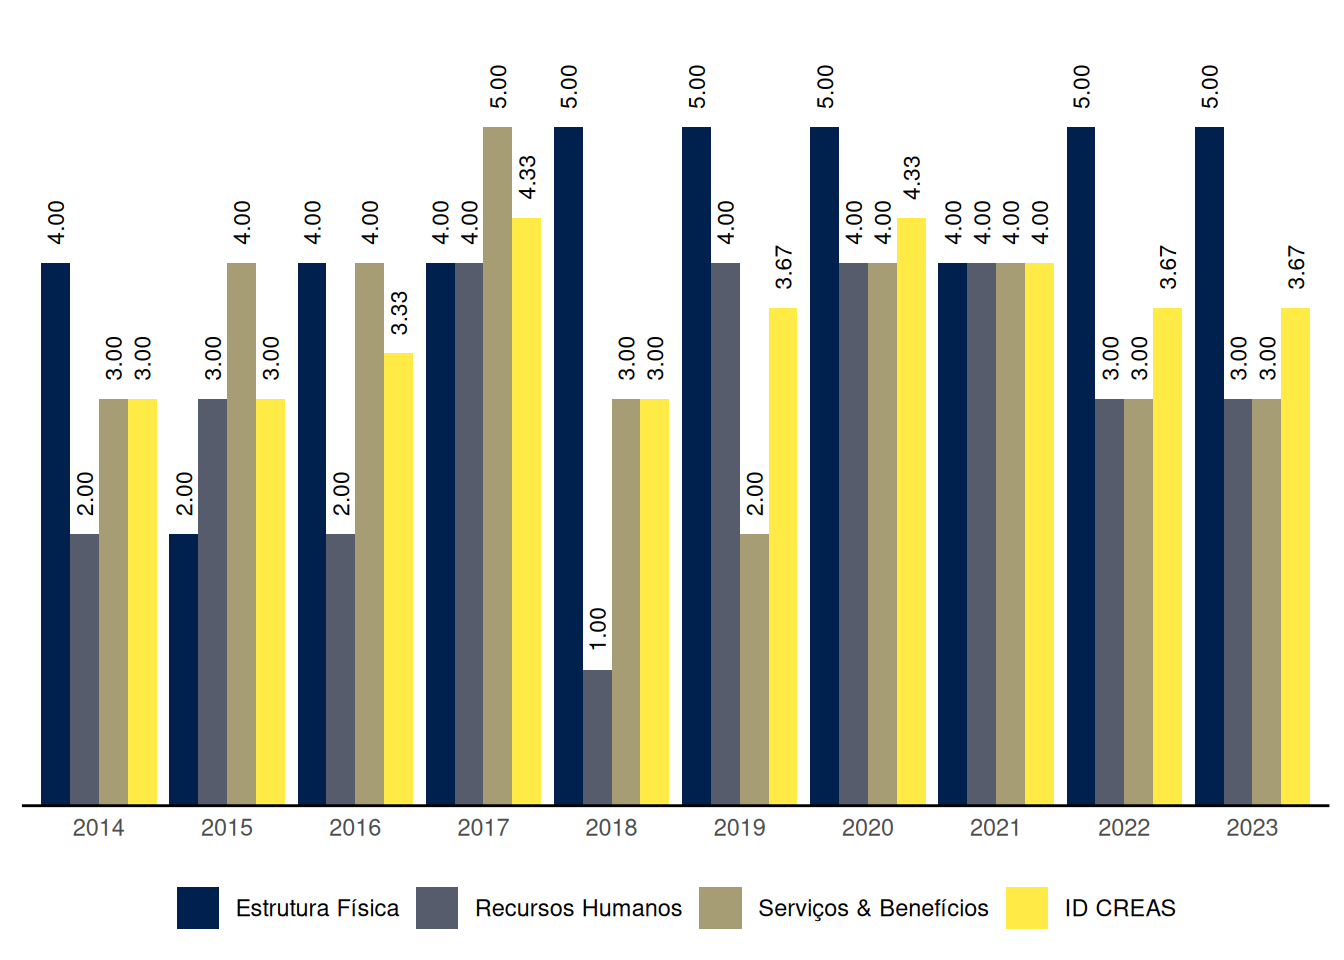 4.00 2.00 3.00 3.00
2.00 3.00 4.00 3.00
4.00 2.00 4.00 3.33
4.00 4.00 5.00 4.33
5.00 1.00 3.00 3.00
5.00 4.00 2.00 3.67
5.00 4.00 4.00 4.33
4.00 4.00 4.00 4.00
5.00 3.00 3.00 3.67
5.00 3.00 3.00 3.67
2014 2015 2016 2017 2018 2019 2020 2021 2022 2023
Estrutura Física Recursos Humanos Serviços & Benefícios ID CREAS